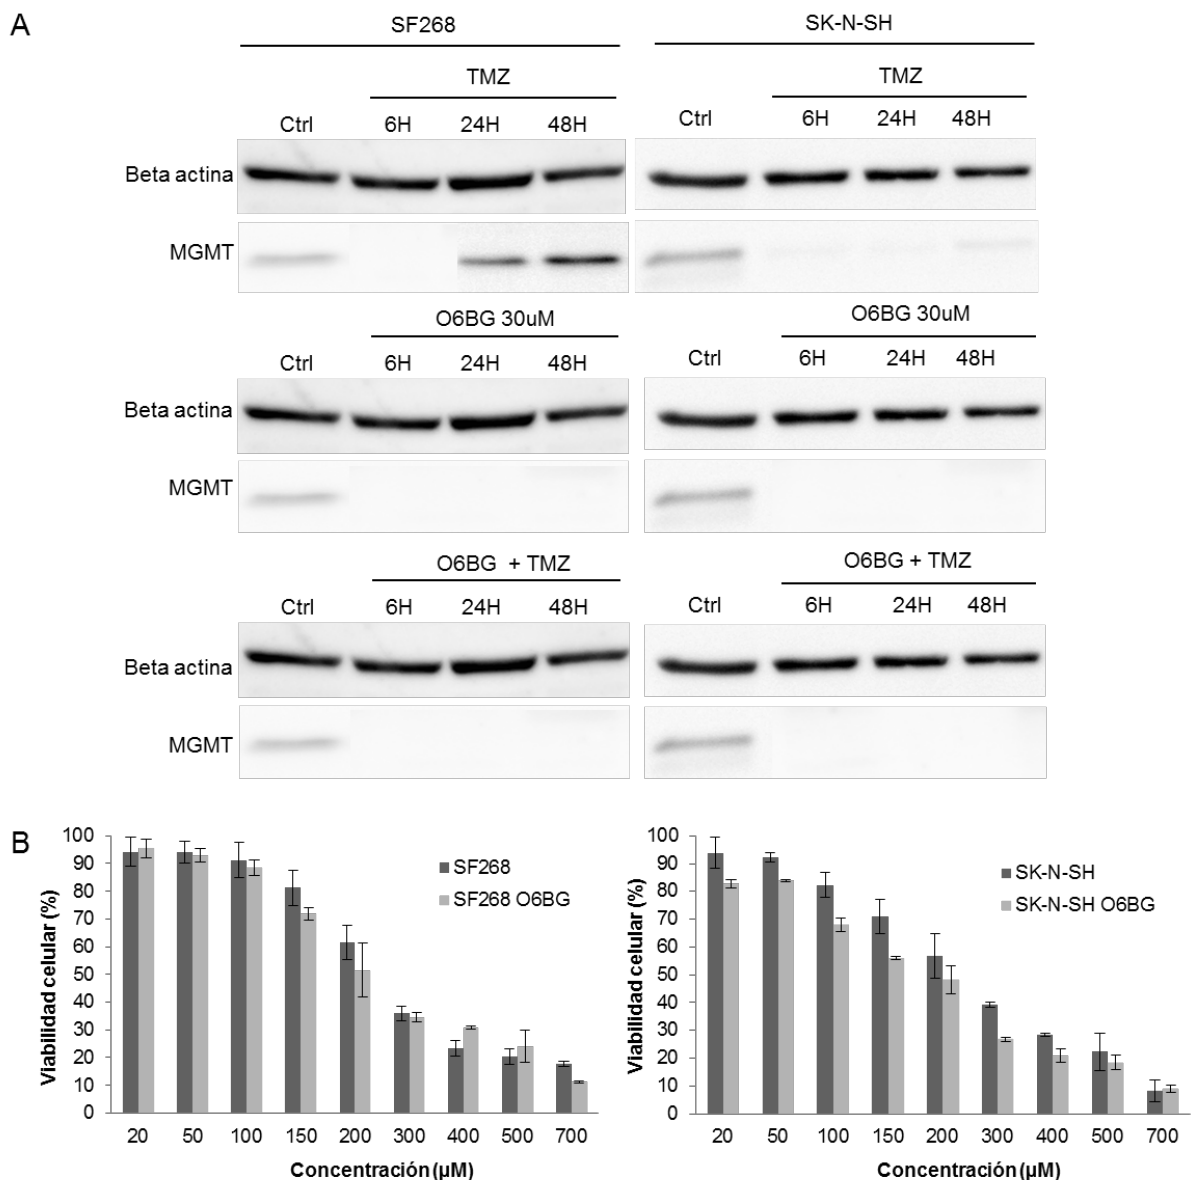 A
SF268
SK-N-SH
TMZ
TMZ
Ctrl 6H 24H 48H
Ctrl 6H 24H 48H
Beta actina
MGMT
O6BG 30uM
O6BG 30uM
Ctrl 6H 24H 48H
Ctrl 6H 24H 48H
Beta actina
MGMT
O6BG + TMZ
O6BG + TMZ
Ctrl 6H 24H 48H
Ctrl 6H 24H 48H
Beta actina
MGMT
B
Viabilidad celular (%)
100
90
80
70
60
50
40
30
20
10
0
SF268
SF268 O6BG
20 50 100 150 200 300 400 500 700
Concentración (µM)
Viabilidad celular (%)
100
90
80
70
60
50
40
30
20
10
0
SK-N-SH
SK-N-SH O6BG
20 50 100 150 200 300 400 500 700
Concentración (µM)